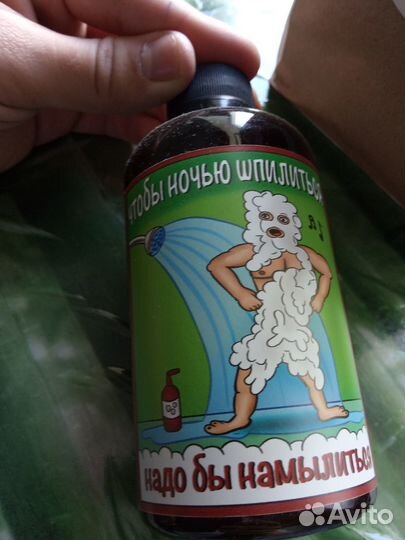 чтобы ночью шпилиться
надо бы намылиться
Avito